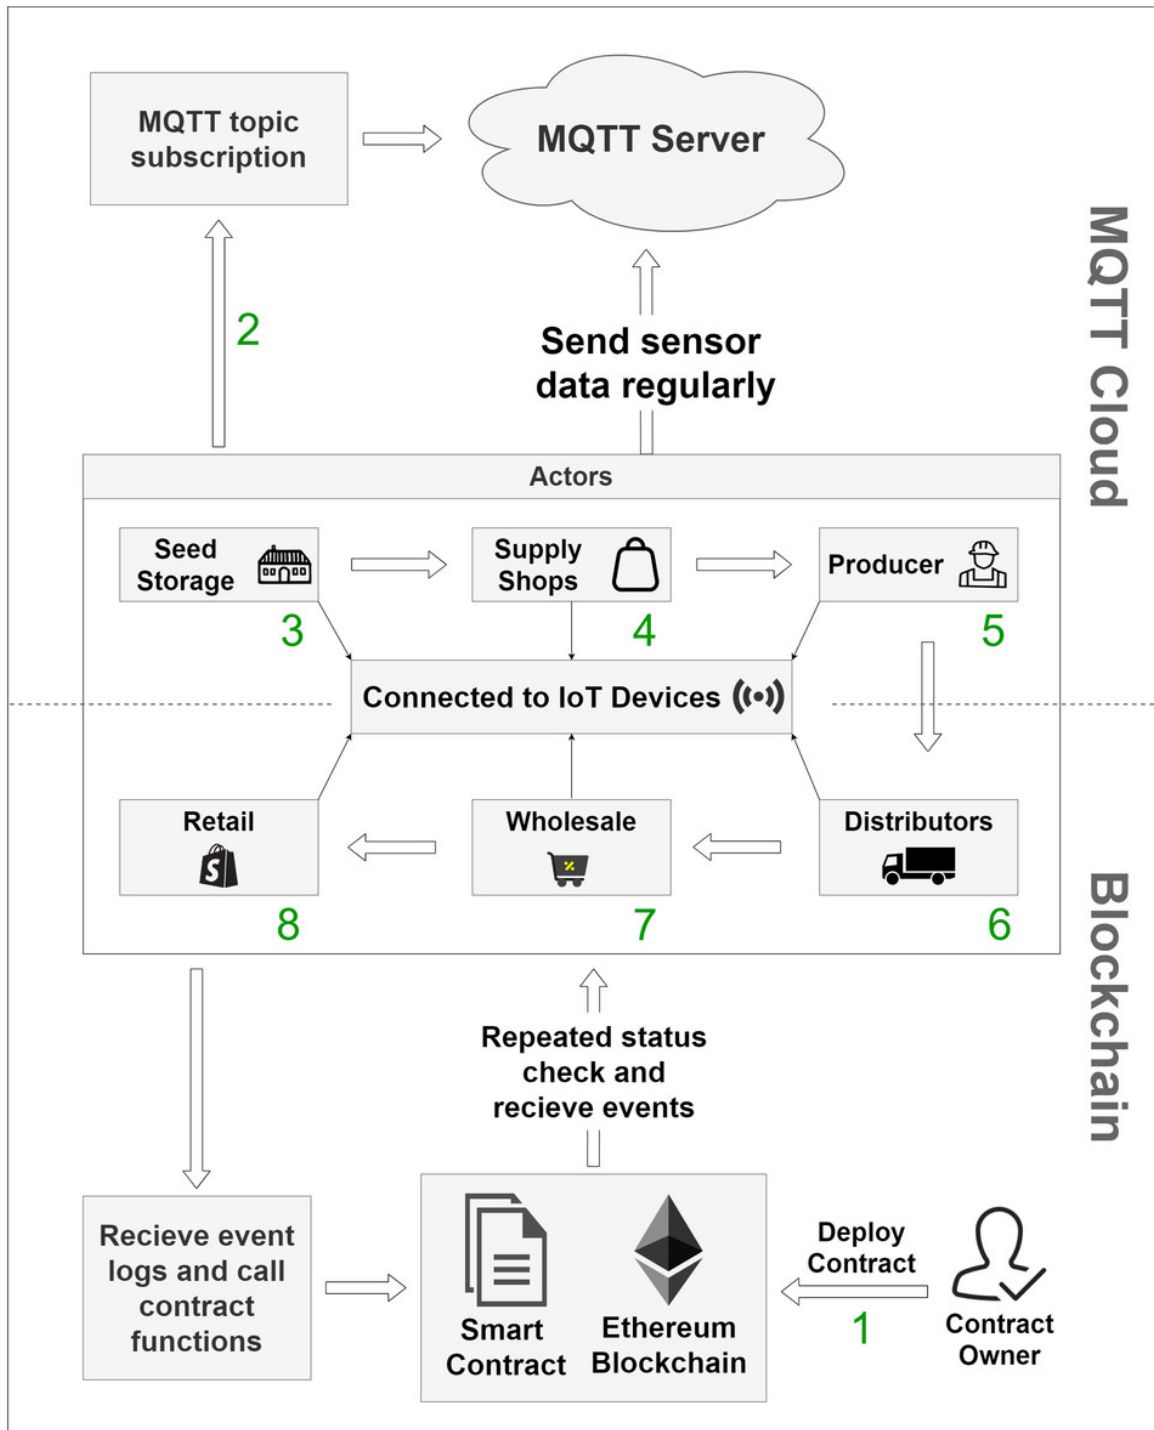 MQTT topic
subscription
MQTT Server
MQTT Cloud
2
Send sensor
data regularly
Actors
Seed
Storage
Supply
Shops
Producer
3
4
5
Connected to IoT Devices
Retail
Wholesale
Distributors
S
%
8
7
6
Blockchain
Repeated status
check and
recieve events
Recieve event
logs and call
contract
functions
Smart
Contract
Ethereum
Blockchain
Deploy
Contract
1
Contract
Owner